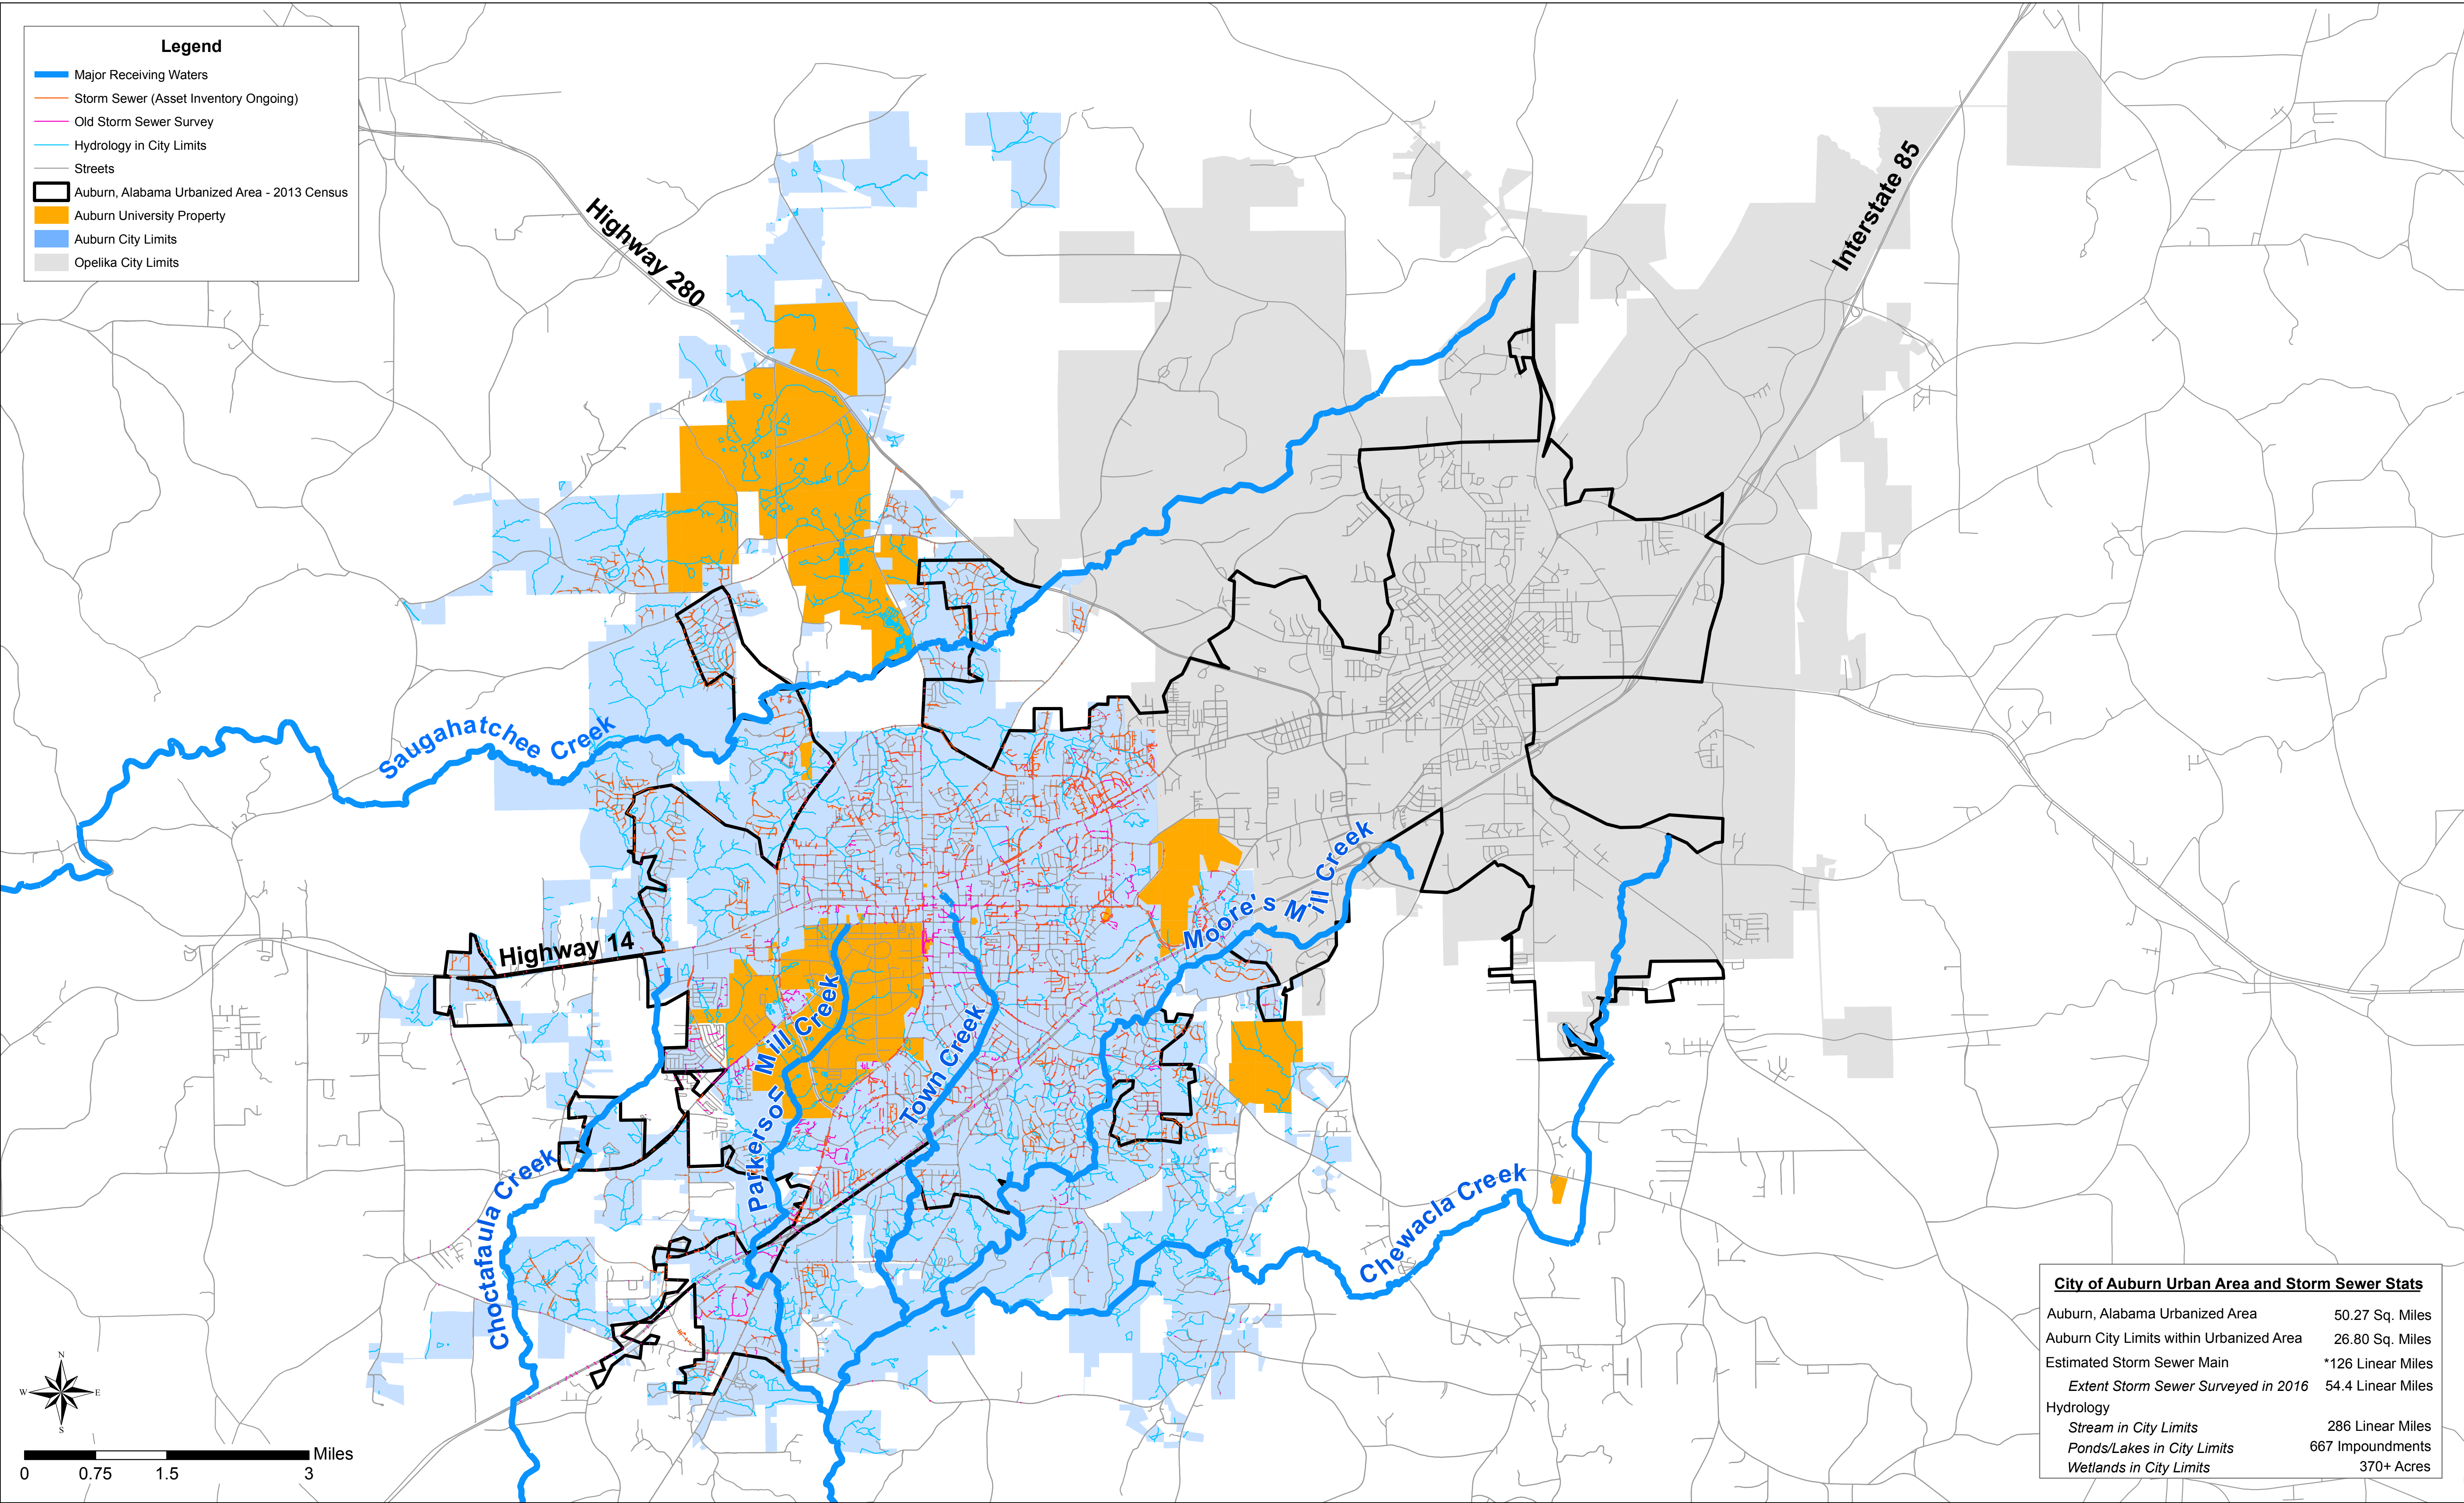 Legend
Major Receiving Waters
Storm Sewer (Asset Inventory Ongoing)
Old Storm Sewer Survey
Hydrology in City Limits
Streets
Auburn, Alabama Urbanized Area - 2013 Census
Auburn University Property
Auburn City Limits
Opelika City Limits
Highway 280
Interstate 85
Saugahatchee Creek
Moore's Mill Creek
Highway 14
Parkerson Mill Creek
Town Creek
Choctafaula Creek
Chewacla Creek
City of Auburn Urban Area and Storm Sewer Stats
Auburn, Alabama Urbanized Area 50.27 Sq. Miles
Auburn City Limits within Urbanized Area 26.80 Sq. Miles
Estimated Storm Sewer Main *126 Linear Miles
Extent Storm Sewer Surveyed in 2016 54.4 Linear Miles
Hydrology
Stream in City Limits 286 Linear Miles
Ponds/Lakes in City Limits 667 Impoundments
Wetlands in City Limits 370+ Acres
N
W E
S
Miles
0 0.75 1.5 3